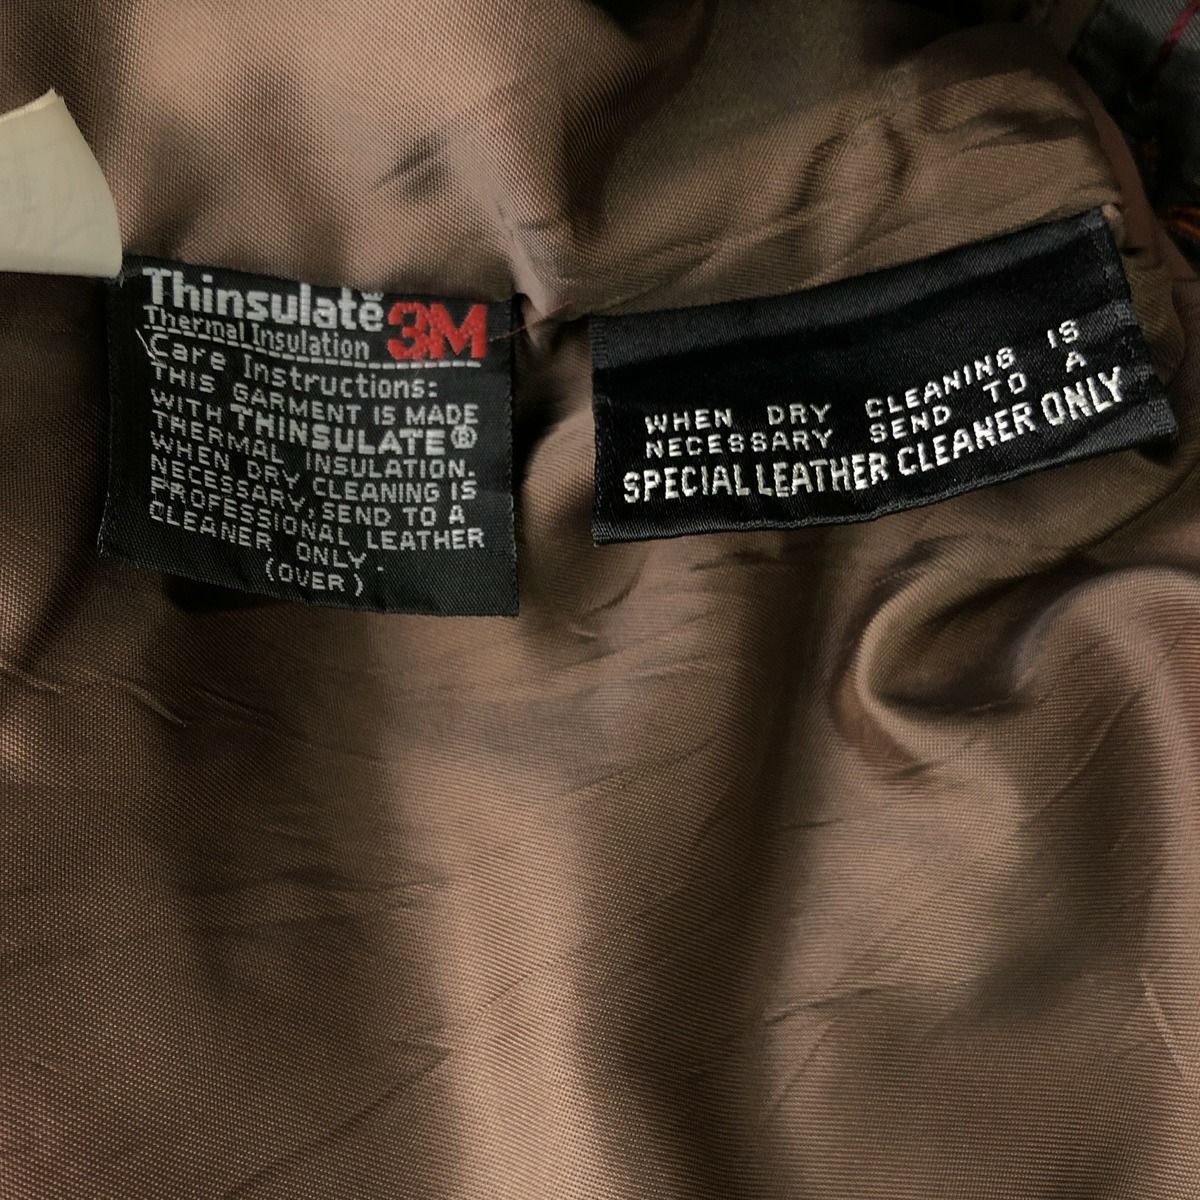 Thinsulate 3M
Thermal Insulation
Care Instructions:
THIS GARMENT IS MADE
WITH THINSULATE®
THERMAL INSULATION.
WHEN DRY CLEANING IS
NECESSARY, SEND TO A
PROFESSIONAL LEATHER
CLEANER ONLY.
(OVER)
WHEN DRY CLEANING IS
NECESSARY SEND TO A
SPECIAL LEATHER CLEANER ONLY